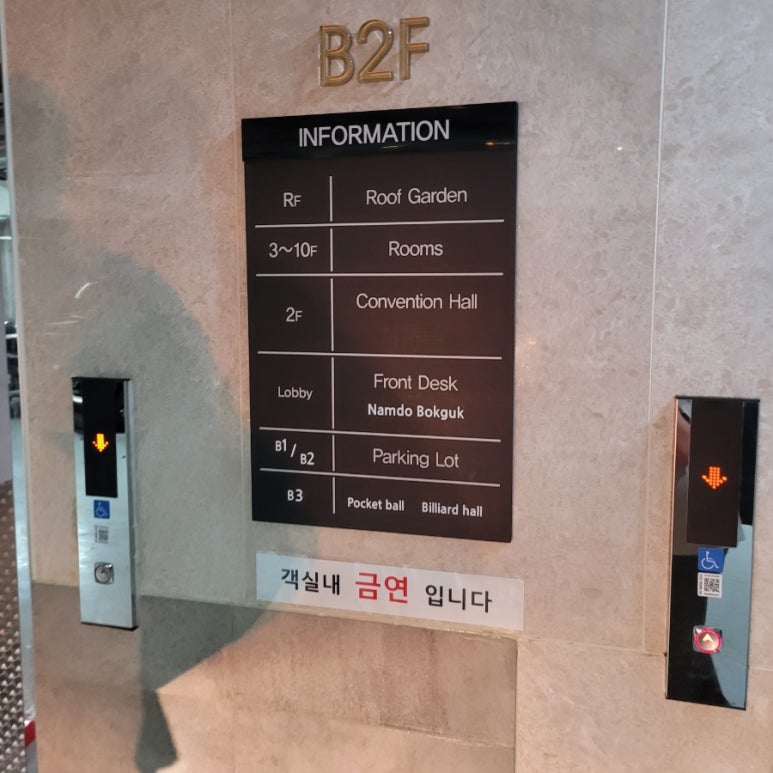 B2F
INFORMATION
RF Roof Garden
3~10F Rooms
2F Convention Hall
Lobby Front Desk
Namdo Bokguk
B1/B2 Parking Lot
B3 Pocket ball Billiard hall
객실내 금연 입니다